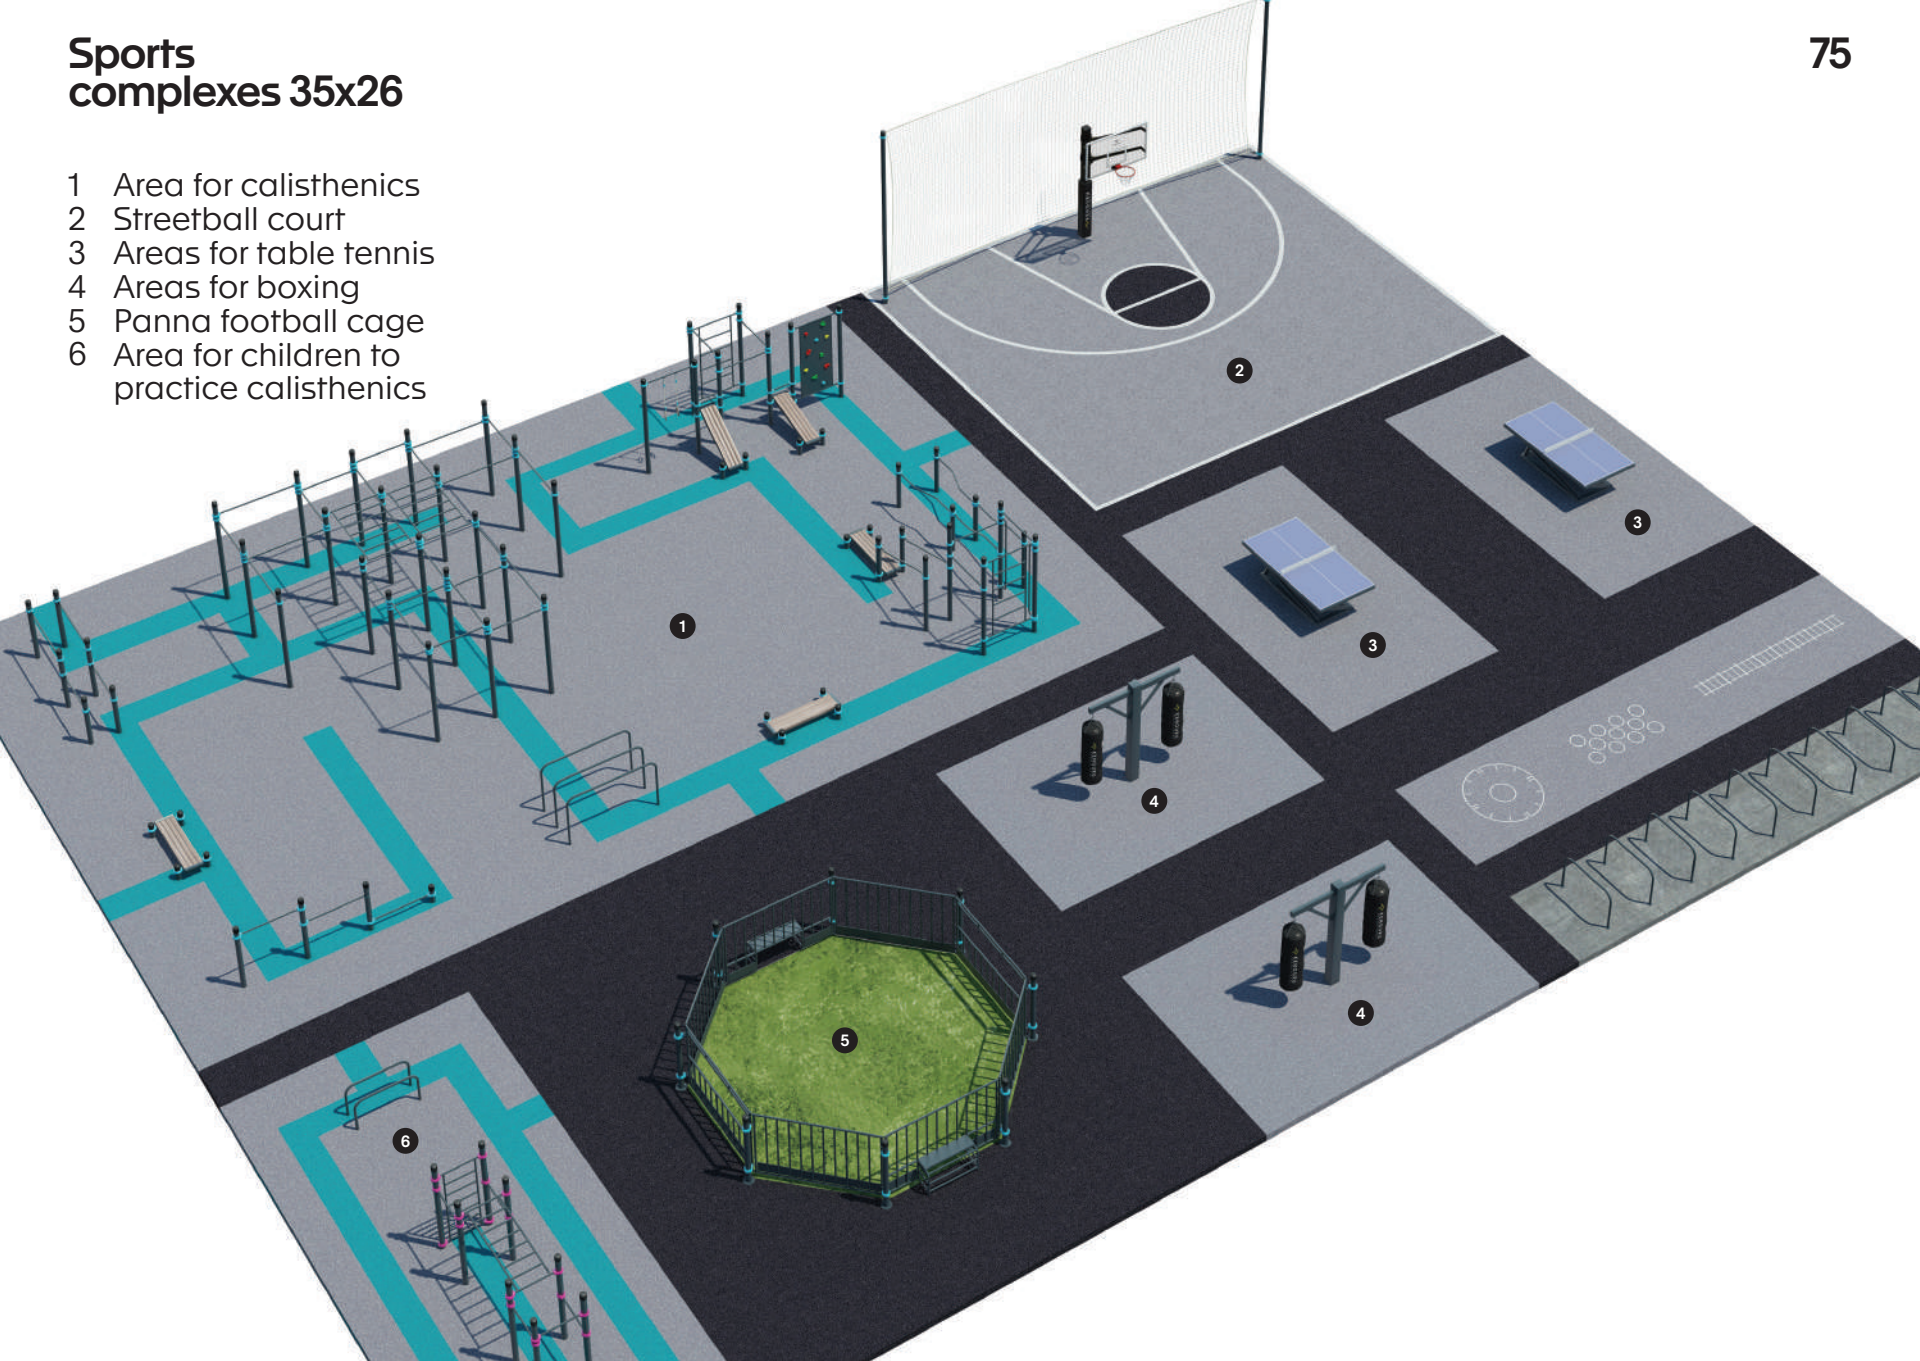 Sports
complexes 35x26
75
1 Area for calisthenics
2 Streetball court
3 Areas for table tennis
4 Areas for boxing
5 Panna football cage
6 Area for children to
practice calisthenics
2
3
3
1
4
4
5
6